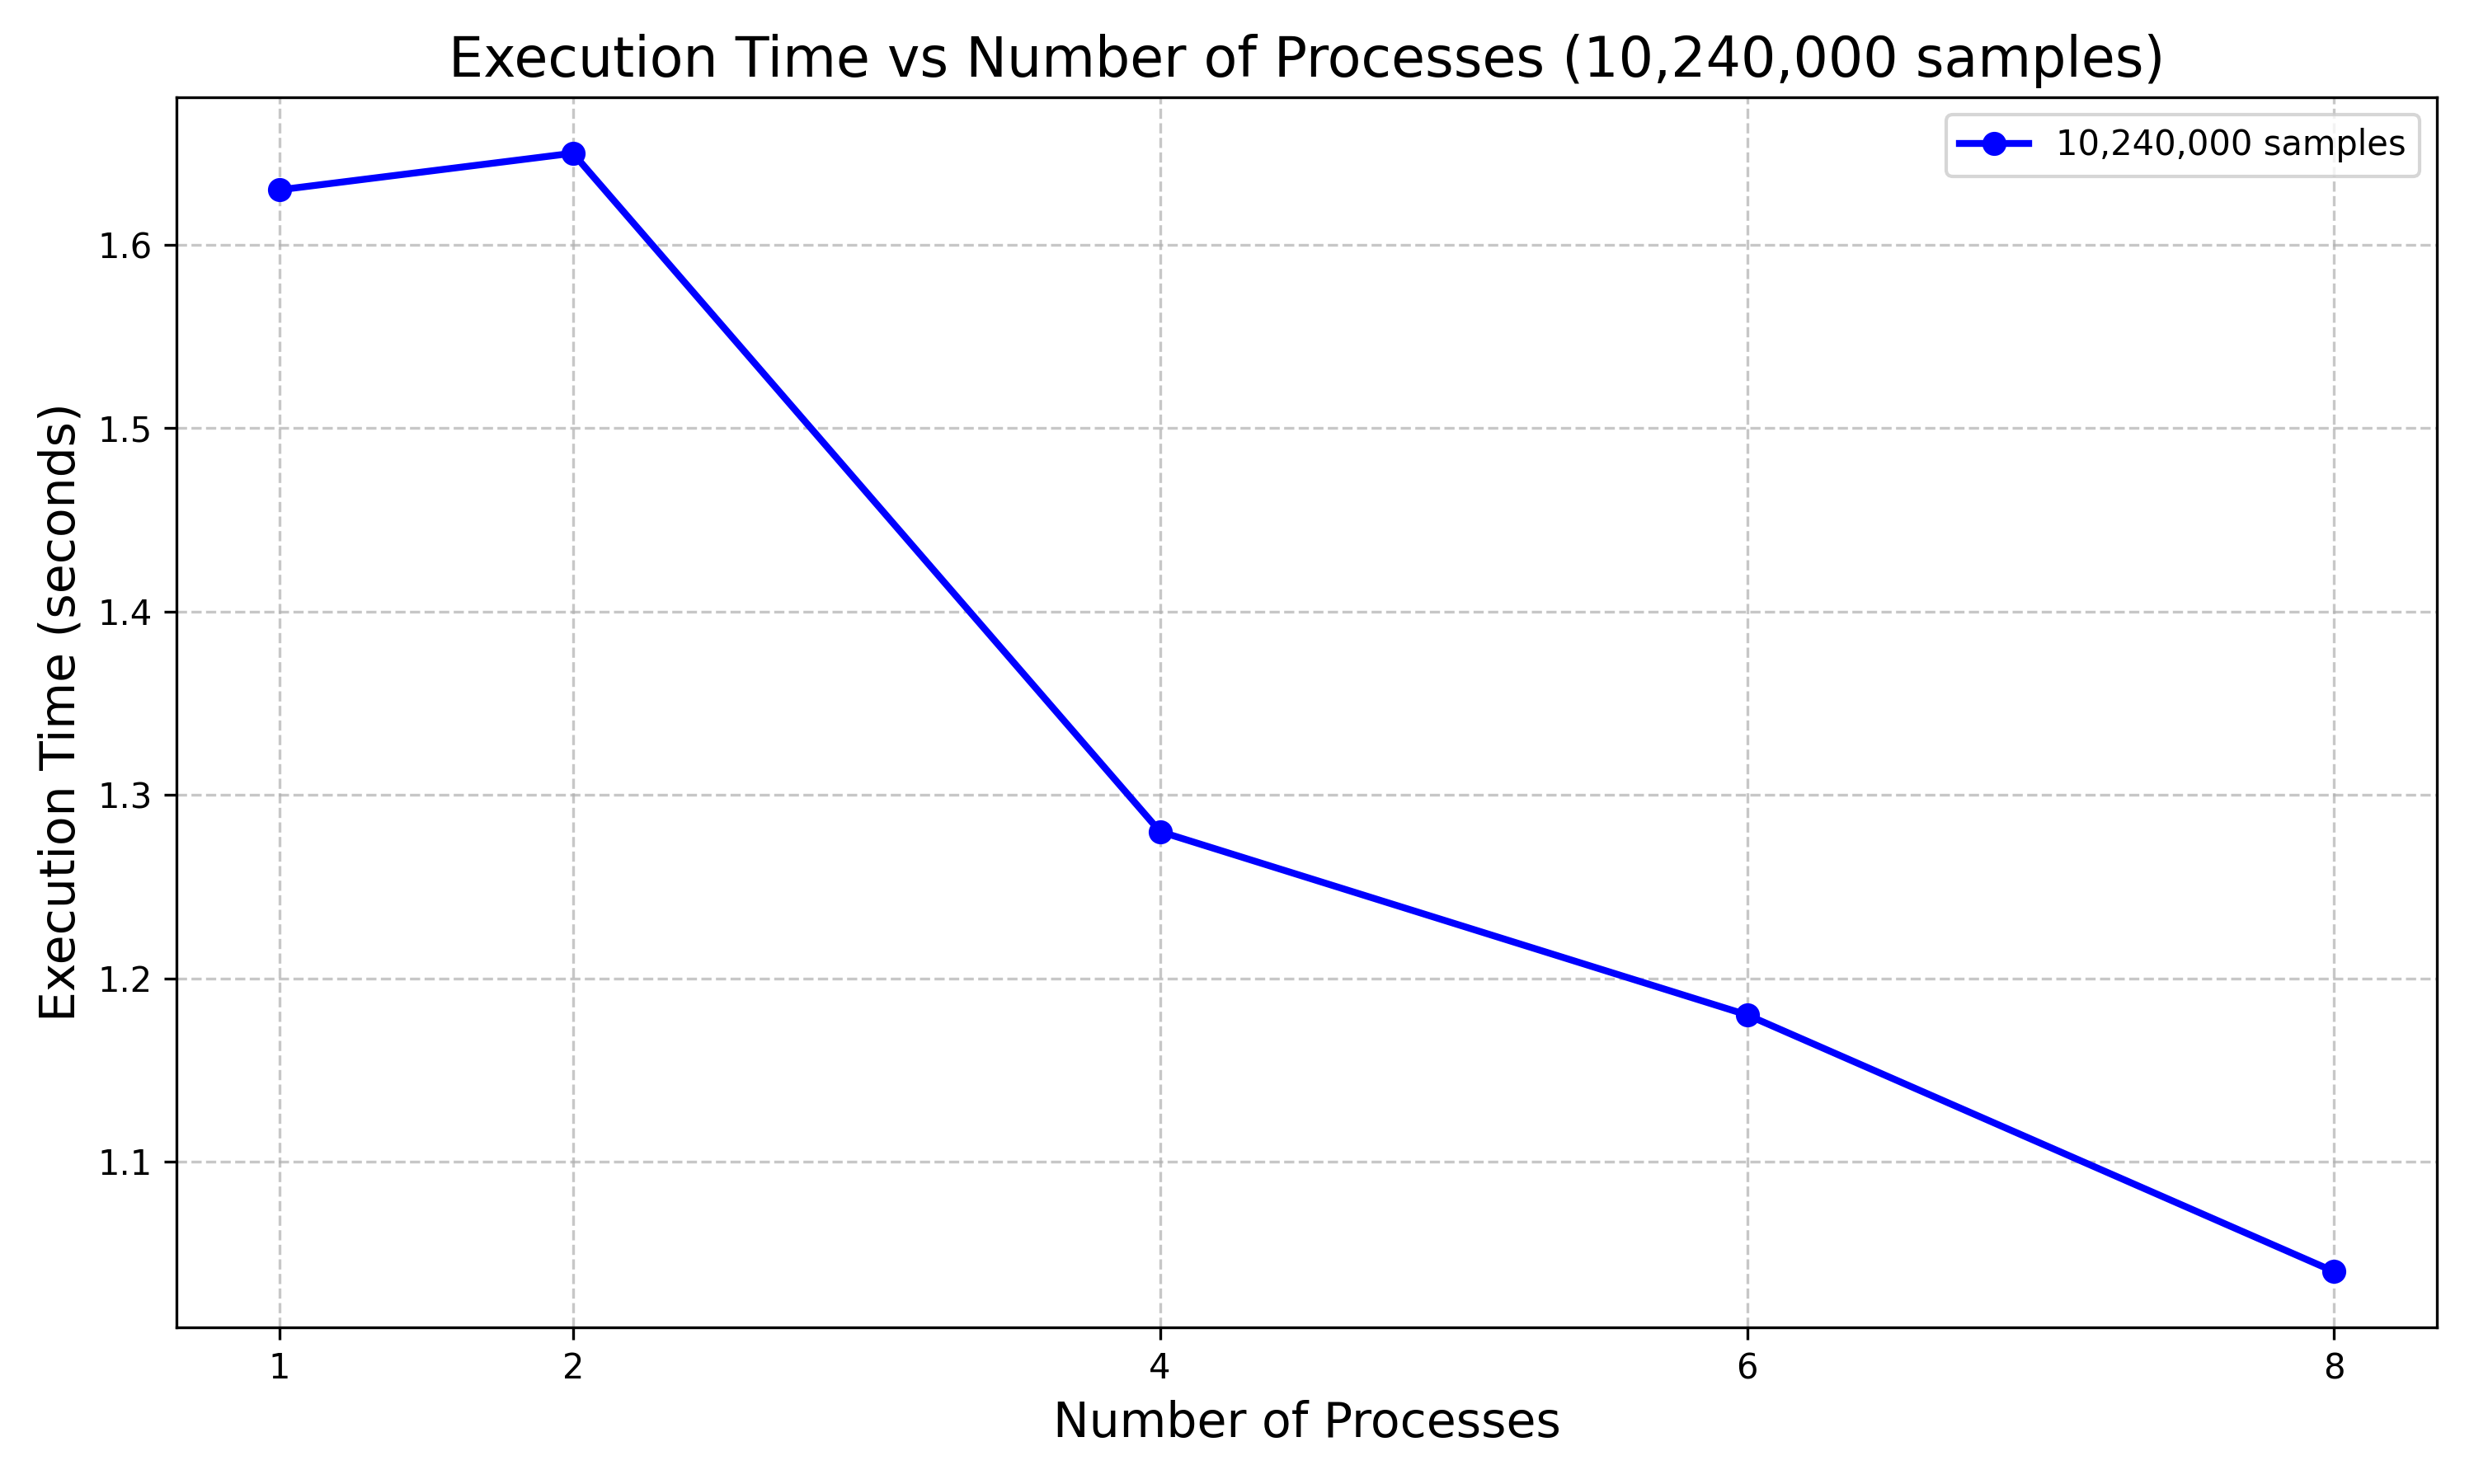 Execution Time vs Number of Processes (10,240,000 samples)
10,240,000 samples
Execution Time (seconds)
1.6
1.5
1.4
1.3
1.2
1.1
1 2 4 6 8
Number of Processes